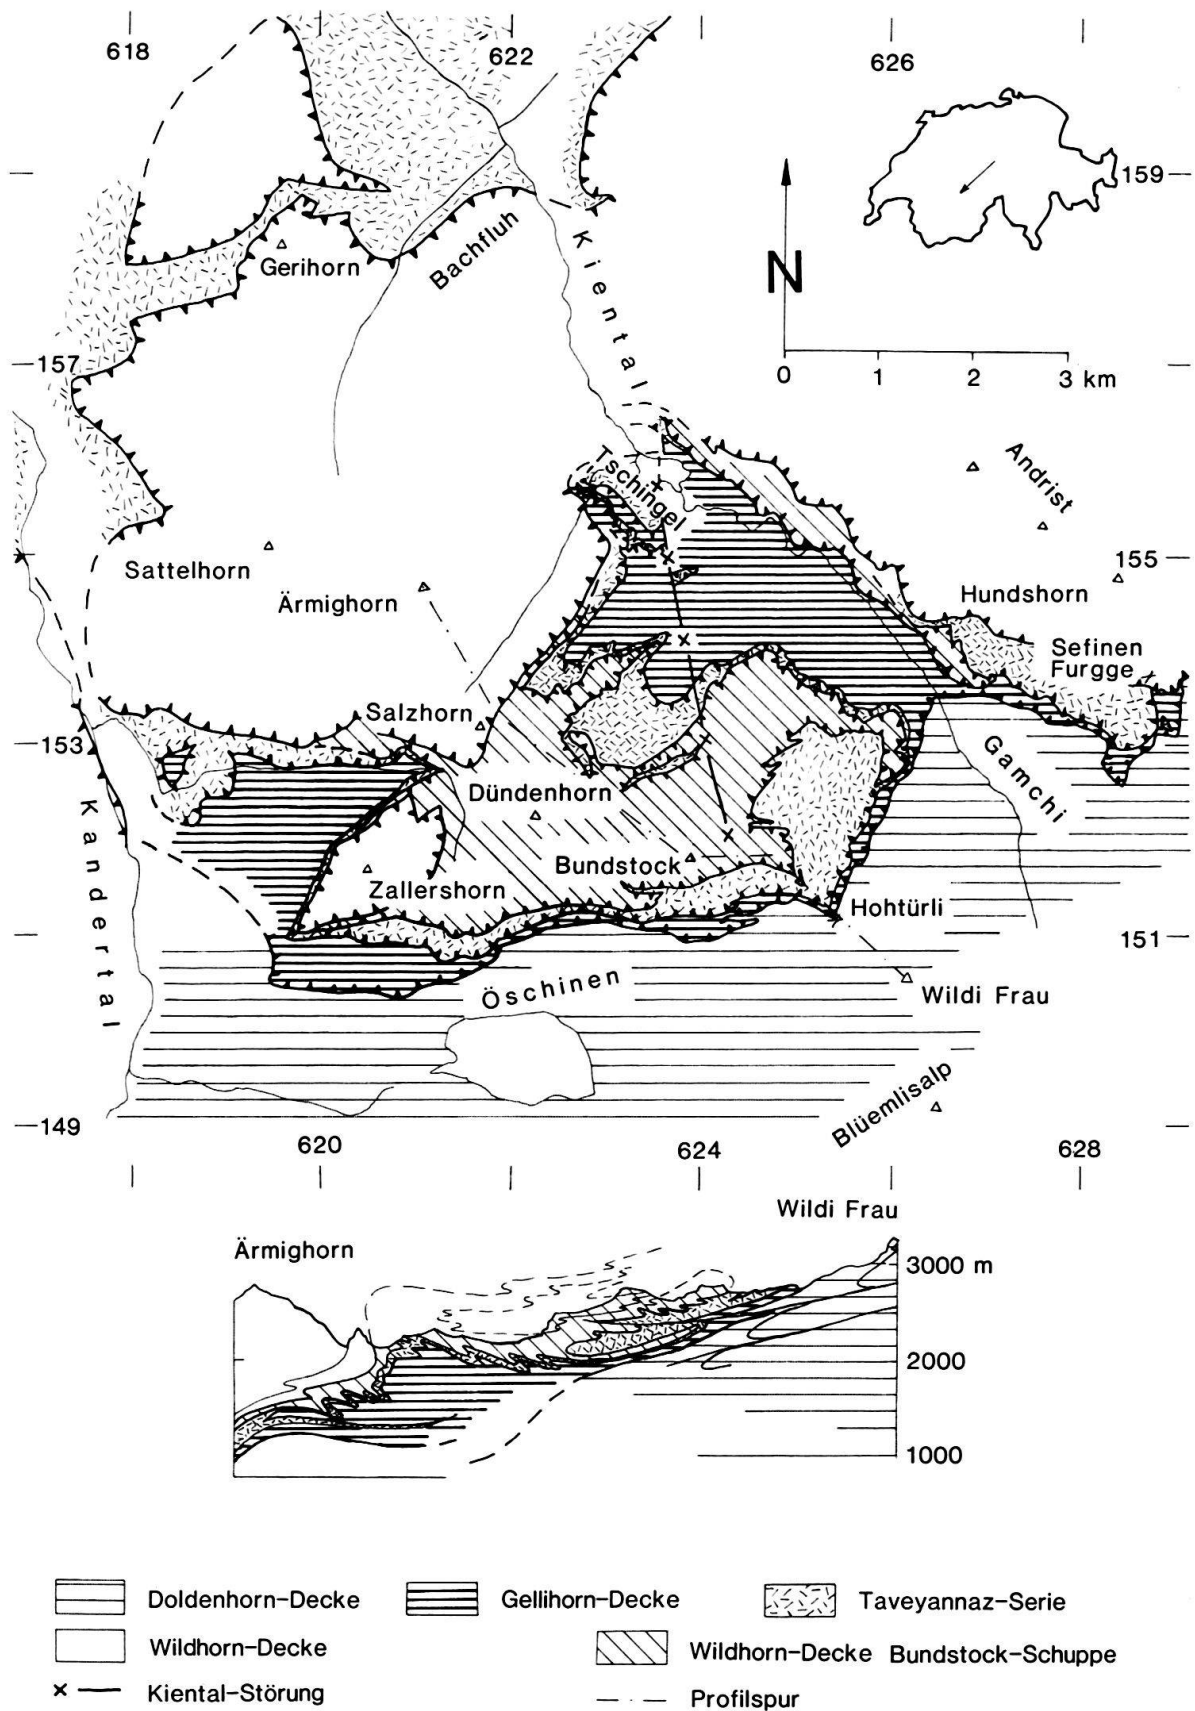 618
622
626
159
Gerihorn
Bachfluh
Kiental
N
157
0 1 2 3 km
Tschingel
Andrist
Sattelhorn
155
Ärmighorn
Hundshorn
Sefinen
Furgge
Salzhorn
153
Gamchi
Dündenhorn
Kandertal
Bundstock
Zallershorn
Hohtürli
151
Öschinen
Wildi Frau
Blüemlisalp
149
620
624
628
Wildi Frau
Ärmighorn
3000 m
2000
1000
Doldenhorn-Decke
Gellihorn-Decke
Taveyannaz-Serie
Wildhorn-Decke
Wildhorn-Decke Bundstock-Schuppe
Kiental-Störung
Profilspur